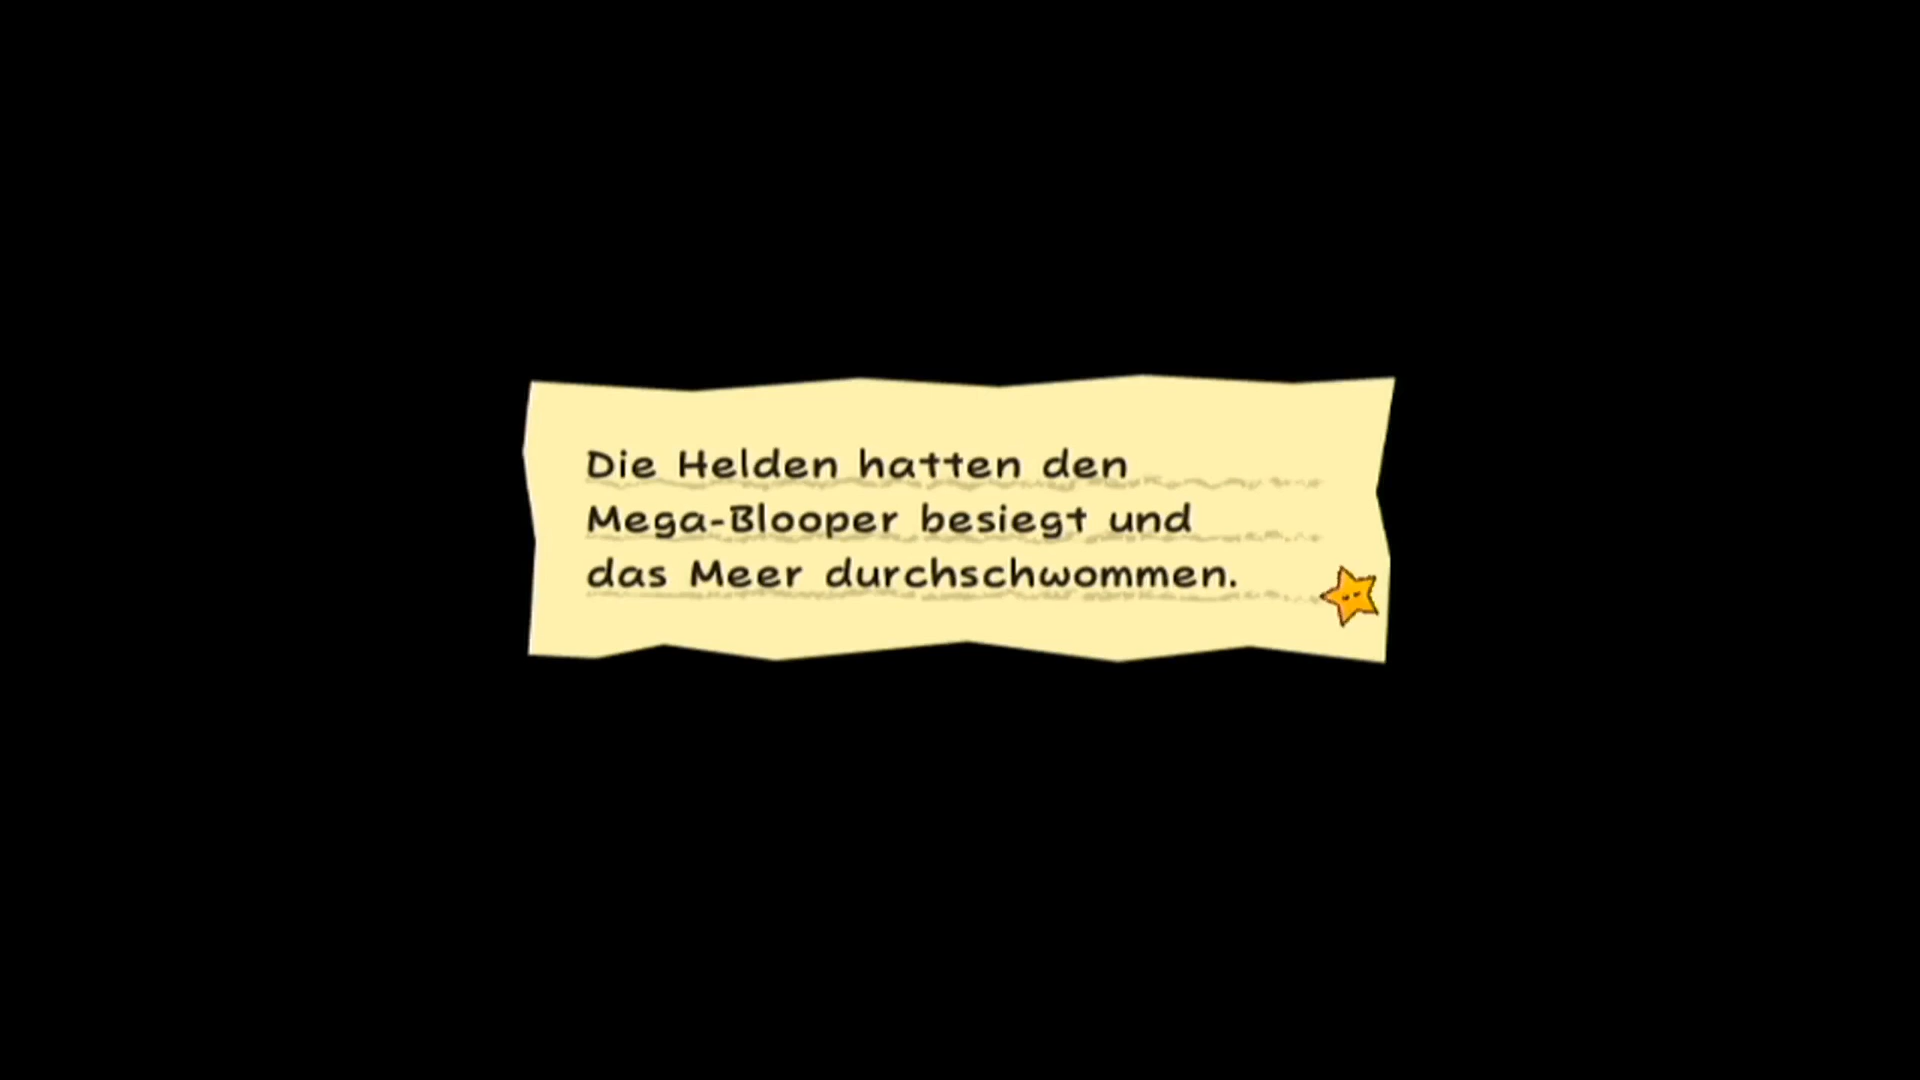 Die Helden hatten den
Mega-Blooper besiegt und
das Meer durchschwommen.